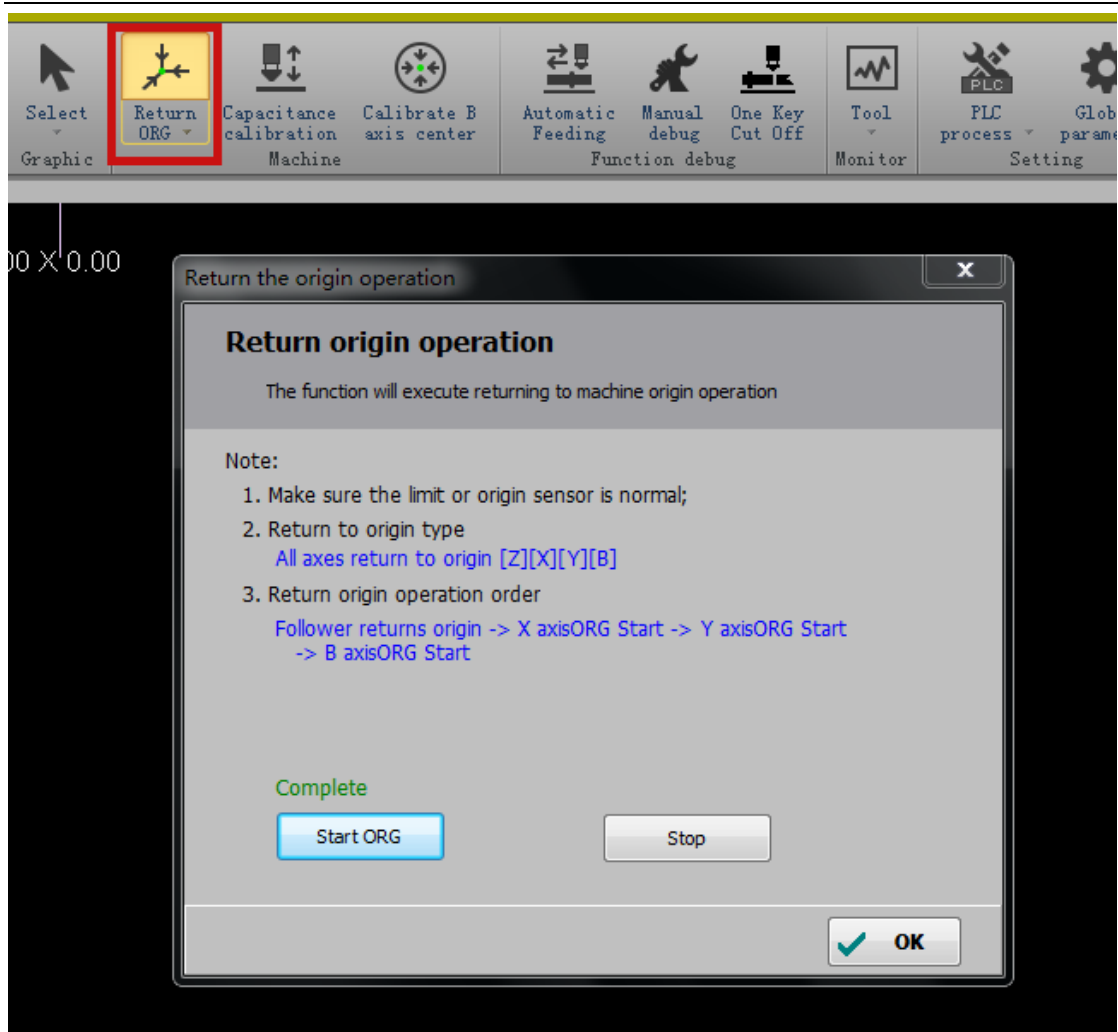 Select
Return
ORG
Capacitance
calibration
Calibrate B
axis center
Automatic
Feeding
Manual
debug
One Key
Cut Off
Tool
PLC
PLC
process
Graphic
Machine
Function debug
Monitor
Setting
00 X 0.00
Return the origin operation
Return origin operation
The function will execute returning to machine origin operation
Note:
1. Make sure the limit or origin sensor is normal;
2. Return to origin type
All axes return to origin [Z][X][Y][B]
3. Return origin operation order
Follower returns origin -> X axisORG Start -> Y axisORG Start
-> B axisORG Start
Complete
Start ORG
Stop
OK